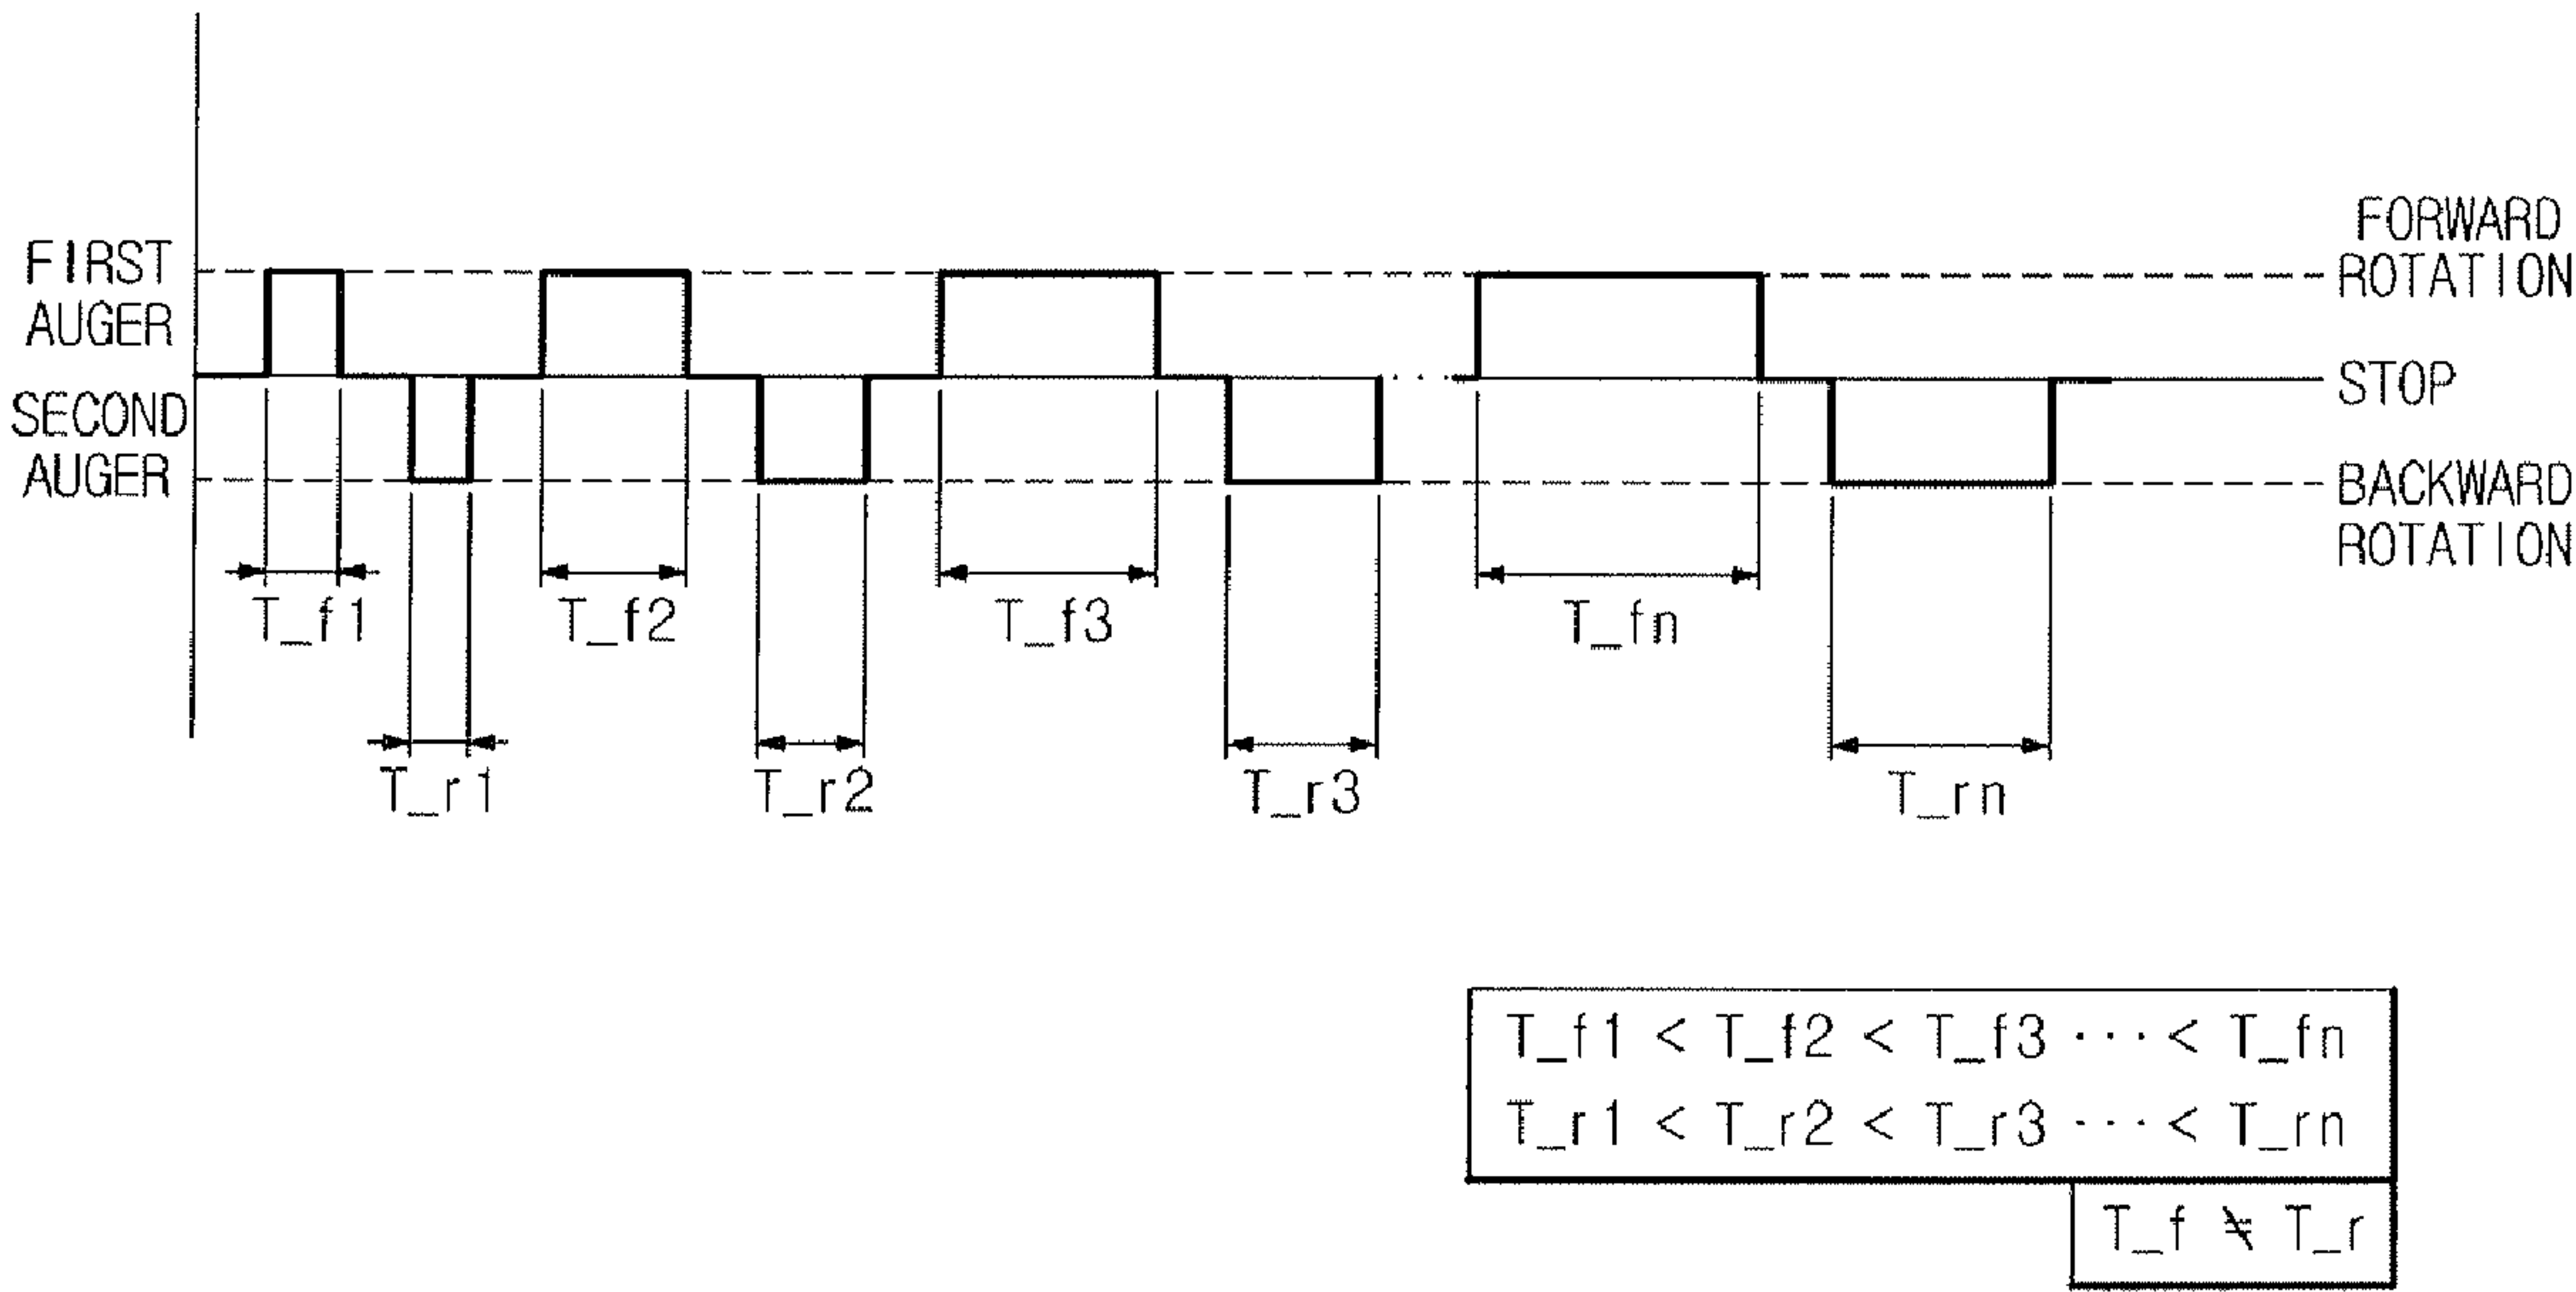 FORWARD
ROTATION
FIRST
AUGER
STOP
SECOND
AUGER
BACKWARD
ROTATION
T_f1
T_f2
T_f3
T_fn
T_r1
T_r2
T_r3
T_rn
T_f1 < T_f2 < T_f3 ··· < T_fn
T_r1 < T_r2 < T_r3 ··· < T_rn
T_f ≠ T_r